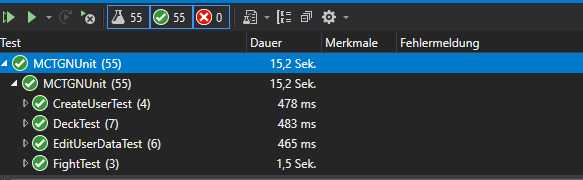 55 55 0
Test Dauer Merkmale Fehlermeldung
MCTGNUnit (55) 15,2 Sek.
MCTGNUnit (55) 15,2 Sek.
CreateUserTest (4) 478 ms
DeckTest (7) 483 ms
EditUserDataTest (6) 465 ms
FightTest (3) 1,5 Sek.